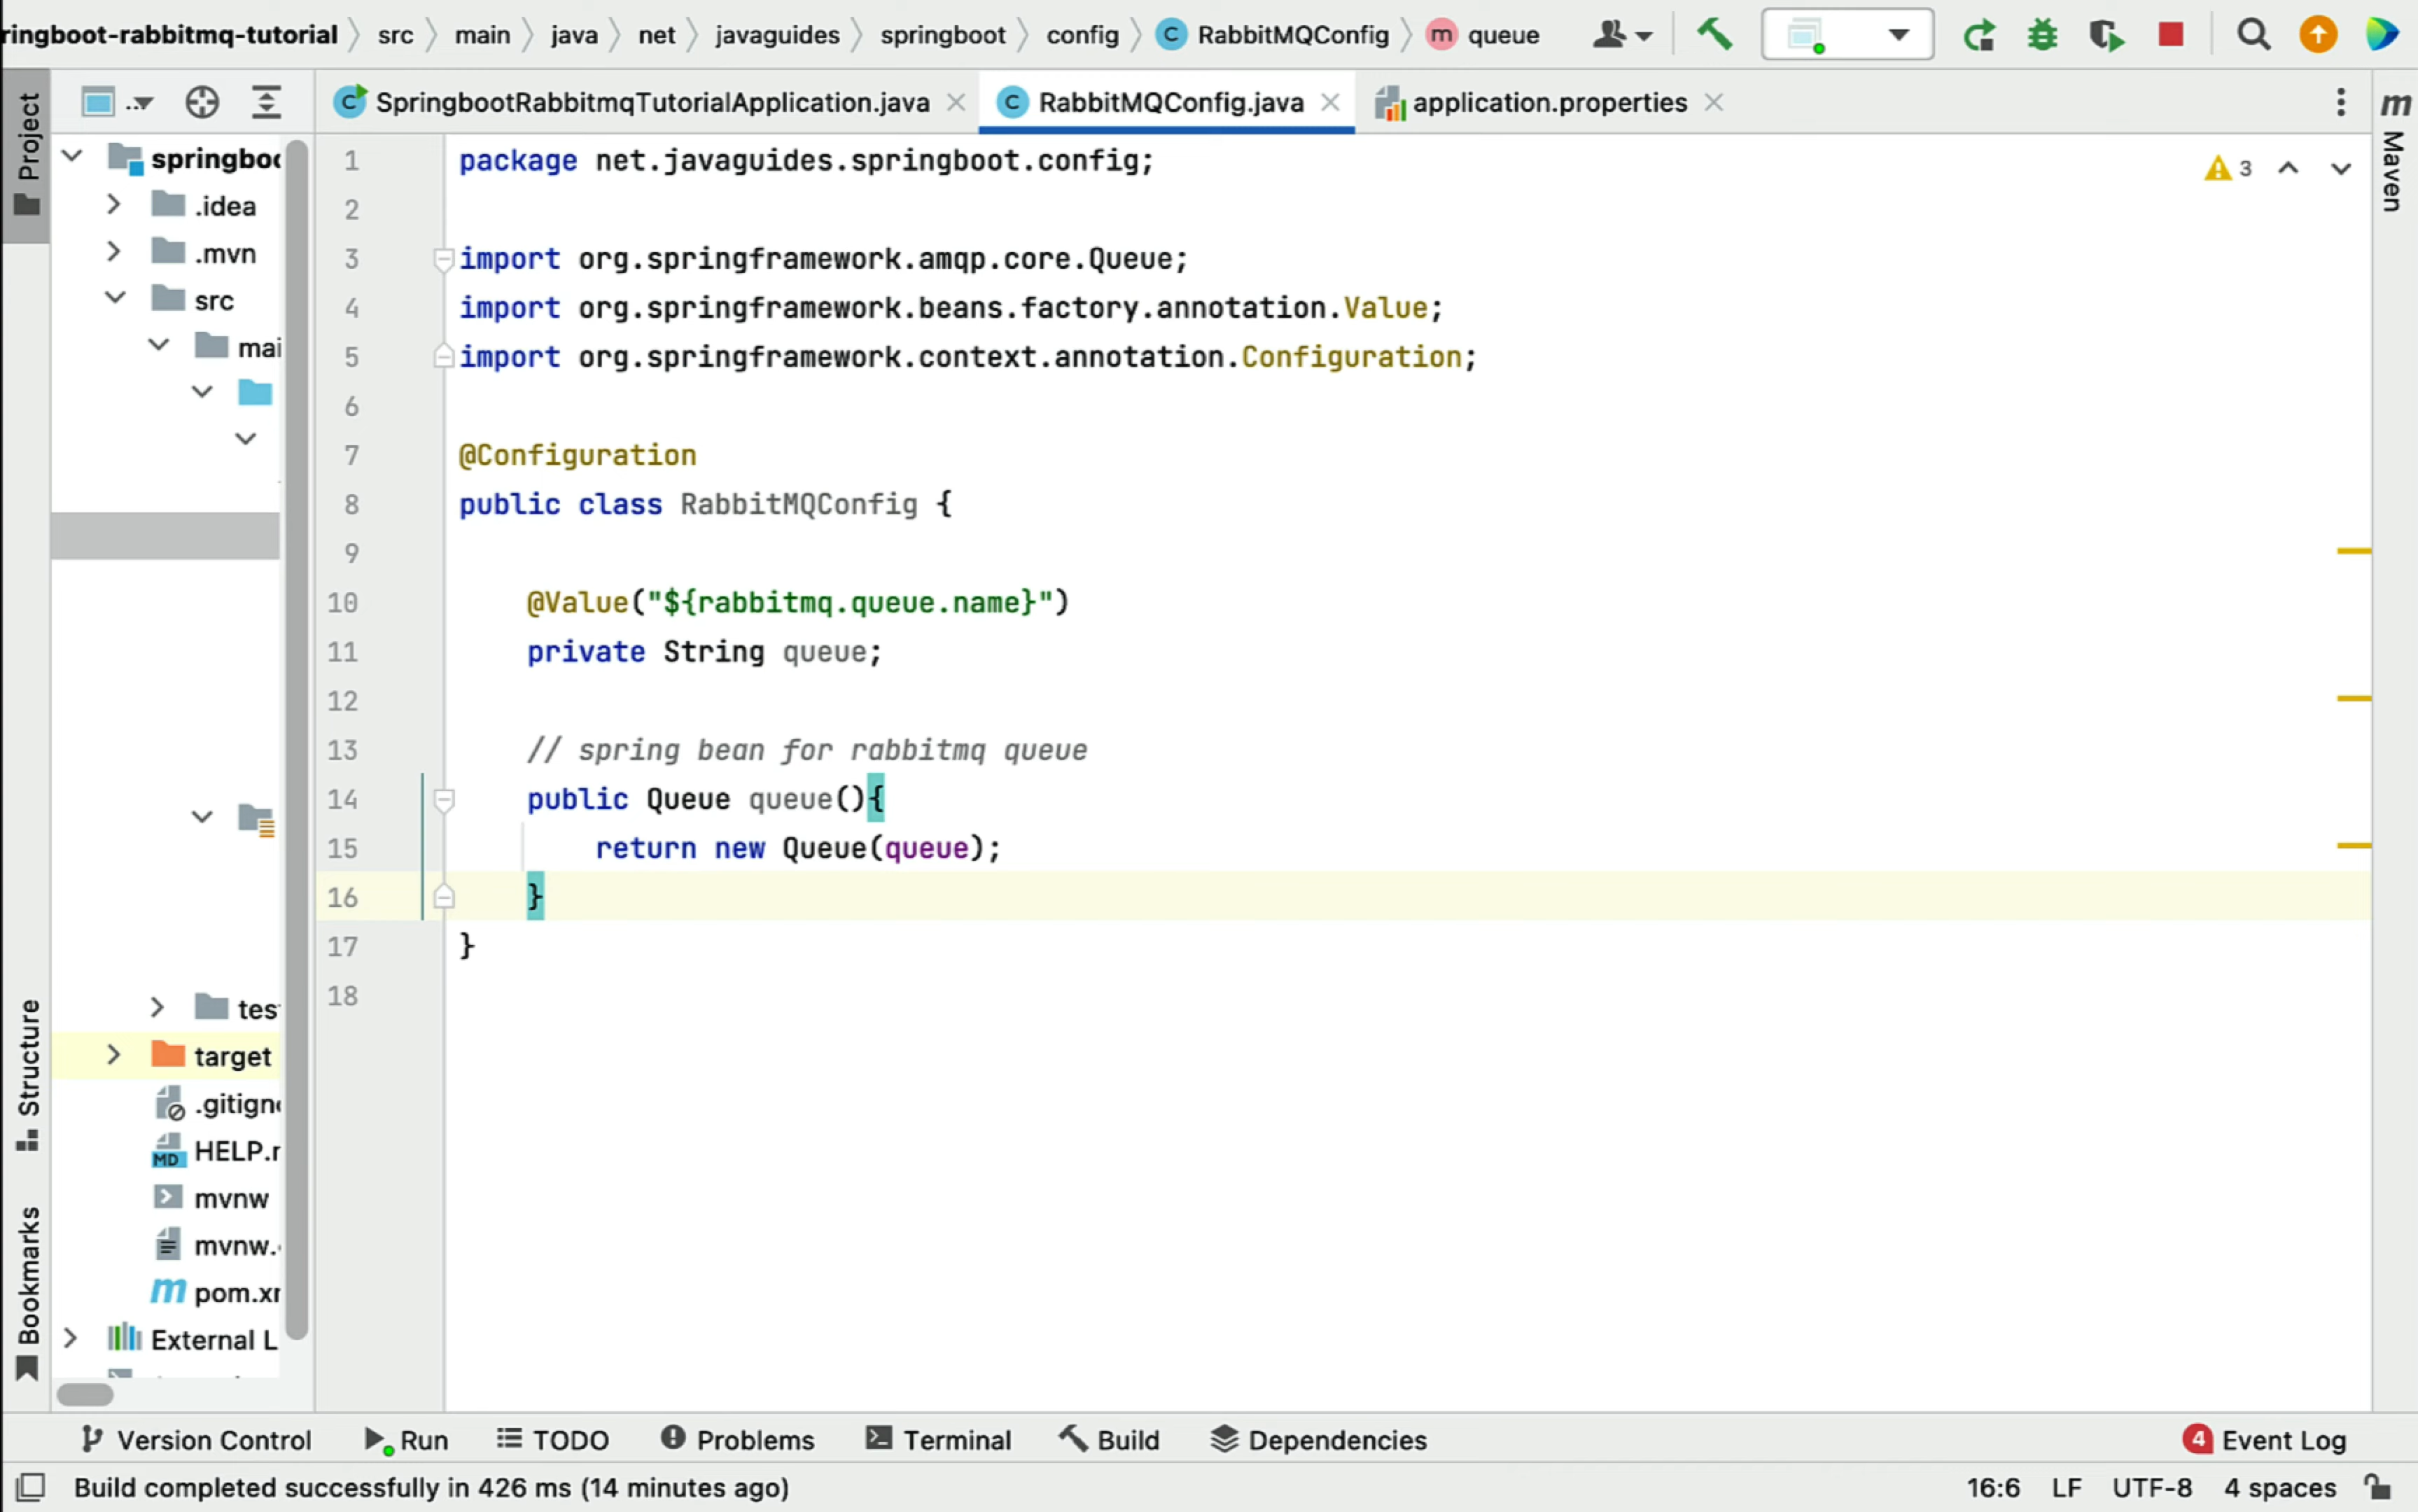 ringboot-rabbitmq-tutorial src main java net javaguides springboot config C RabbitMQConfig m queue
Project
C SpringbootRabbitmqTutorialApplication.java
C RabbitMQConfig.java
application.properties
m Maven
springboo
.idea
.mvn
src
mai
tes
target
.gitigno
HELP.r
MD
mvnw
mvnw.
m pom.xr
External L
Structure
Bookmarks
3
1 package net.javaguides.springboot.config;
2
3 import org.springframework.amqp.core.Queue;
4 import org.springframework.beans.factory.annotation.Value;
5 import org.springframework.context.annotation.Configuration;
6
7 @Configuration
8 public class RabbitMQConfig {
9
10 @Value("${rabbitmq.queue.name}")
11 private String queue;
12
13 // spring bean for rabbitmq queue
14 public Queue queue(){
15 return new Queue(queue);
16 }
17 }
18
Version Control Run TODO Problems Terminal Build Dependencies 4 Event Log
Build completed successfully in 426 ms (14 minutes ago) 16:6 LF UTF-8 4 spaces